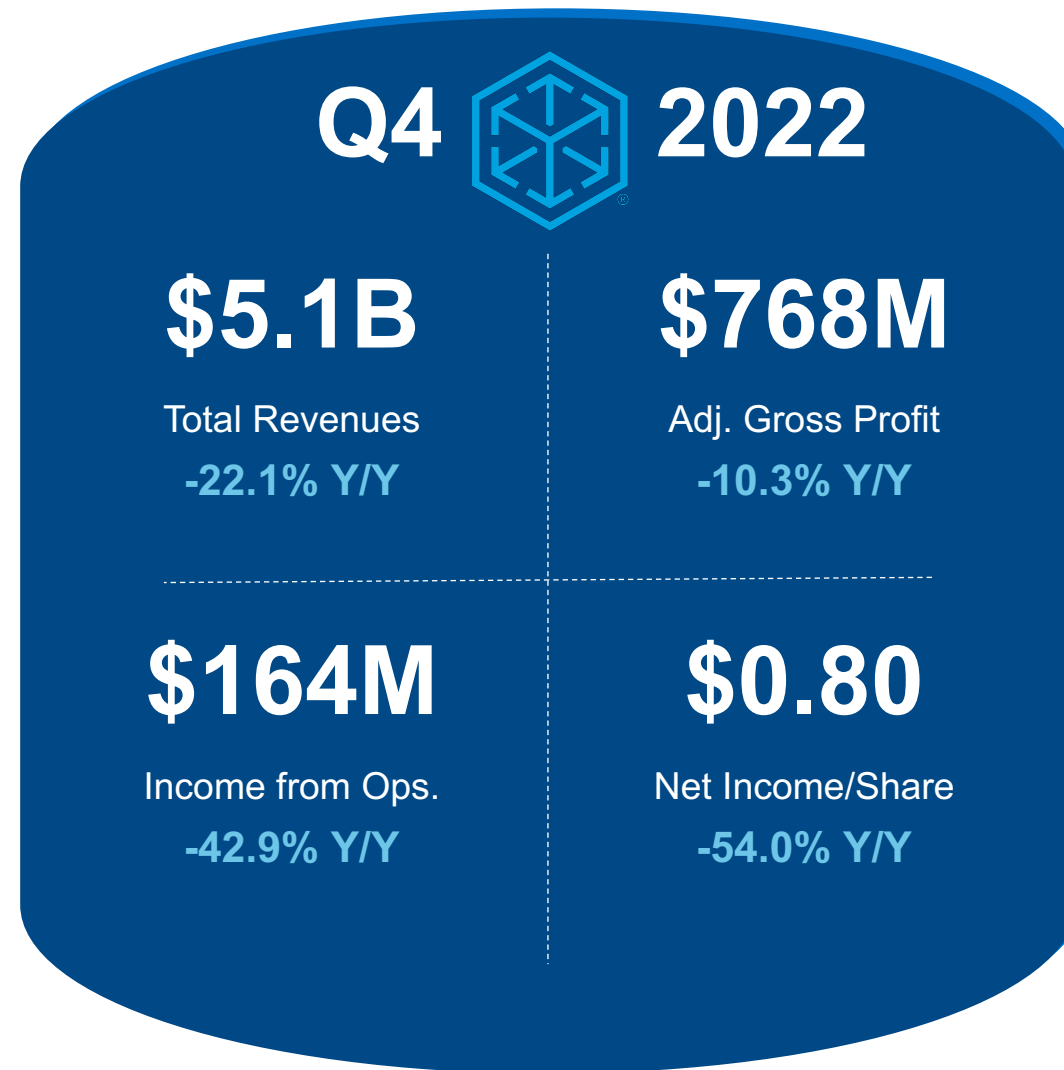 Q4 2022
®
$5.1B
Total Revenues
-22.1% Y/Y
$768M
Adj. Gross Profit
-10.3% Y/Y
$164M
Income from Ops.
-42.9% Y/Y
$0.80
Net Income/Share
-54.0% Y/Y